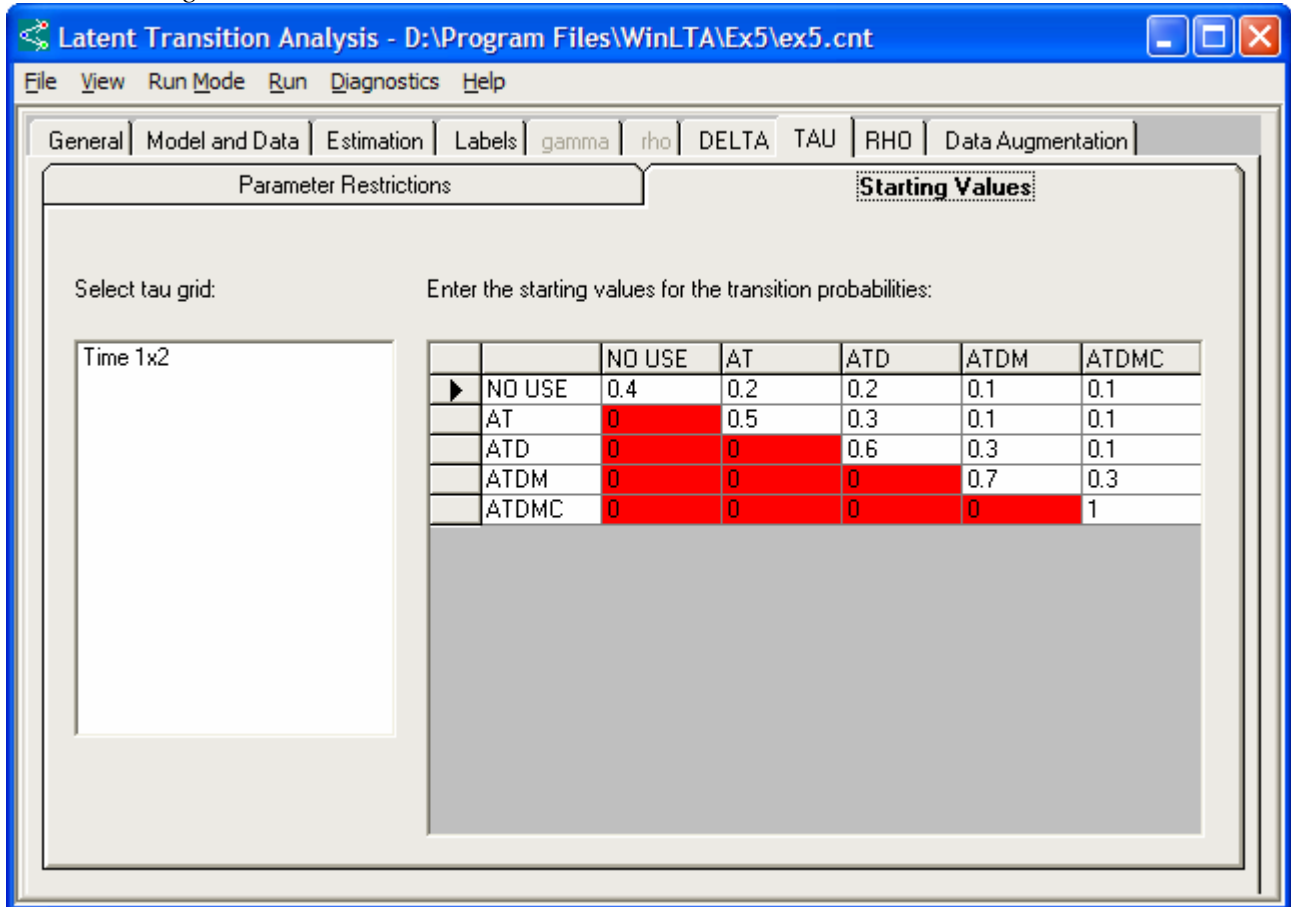 Latent Transition Analysis - D:\Program Files\WinLTA\Ex5\ex5.cnt
File View Run Mode Run Diagnostics Help
General Model and Data Estimation Labels gamma rho DELTA TAU RHO Data Augmentation
Parameter Restrictions Starting Values
Select tau grid: Enter the starting values for the transition probabilities:
Time 1x2
NO USE AT ATD ATDM ATDMC
NO USE 0.4 0.2 0.2 0.1 0.1
AT 0 0.5 0.3 0.1 0.1
ATD 0 0 0.6 0.3 0.1
ATDM 0 0 0 0.7 0.3
ATDMC 0 0 0 0 1